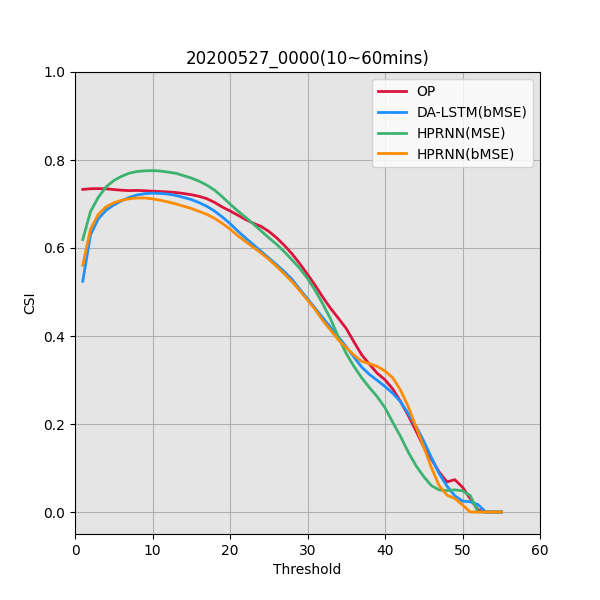 20200527_0000(10~60mins)
OP
DA-LSTM(bMSE)
HPRNN(MSE)
HPRNN(bMSE)
CSI
1.0
0.8
0.6
0.4
0.2
0.0
0 10 20 30 40 50 60
Threshold